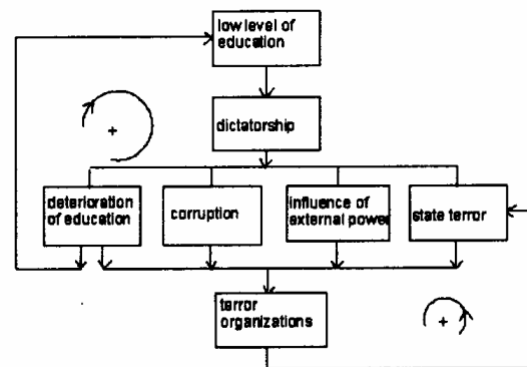 low level of
education
dictatorship
deterioration
of education
corruption
influence of
external power
state terror
terror
organizations
+
+